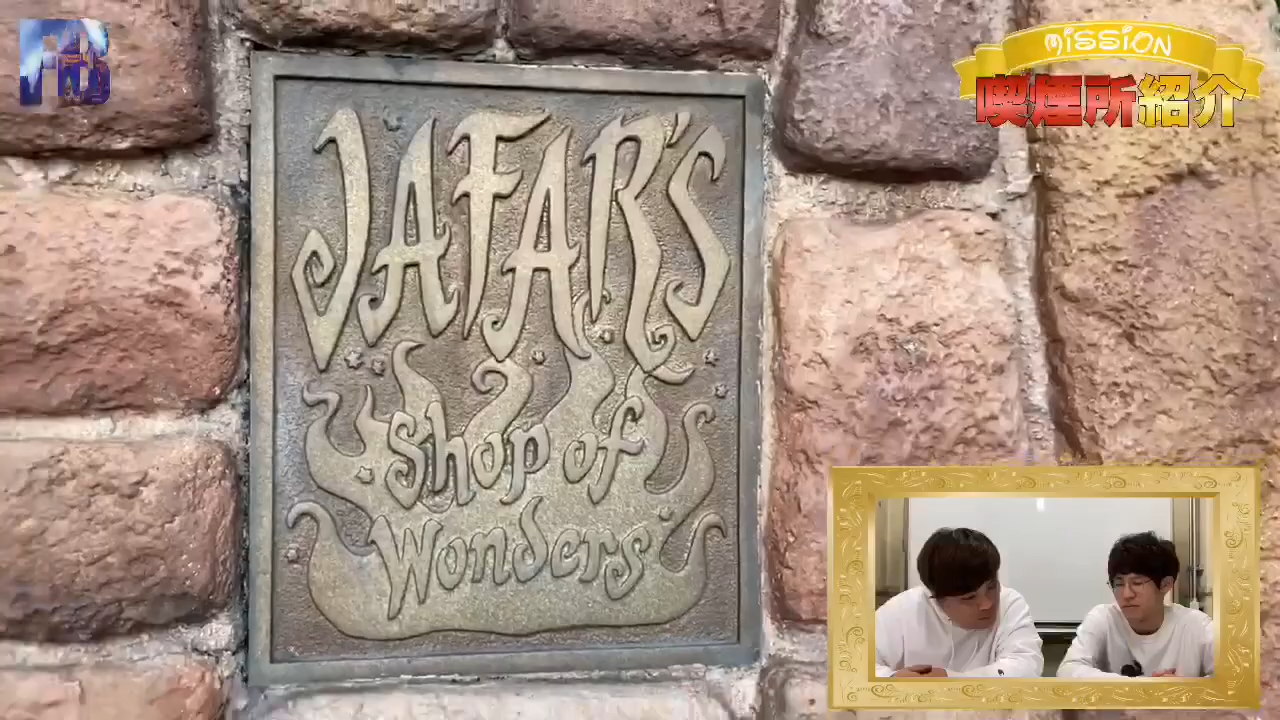 MISSION
喫煙所紹介
JAFAR'S
Shop of
Wonders